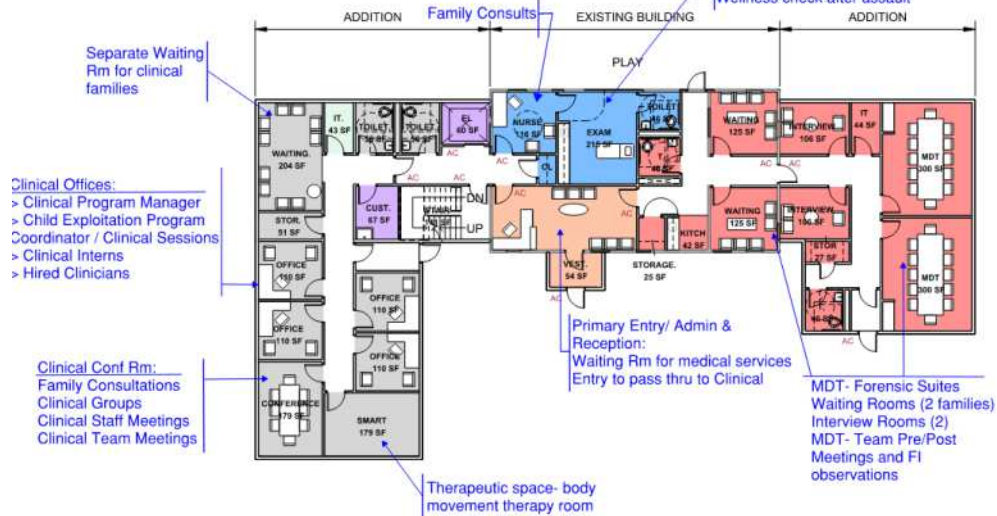 Wellness check after assault
Family Consults
ADDITION
EXISTING BUILDING
ADDITION
PLAY
Separate Waiting
Rm for clinical
families
IT.
43 SF
TOILET
TOILET
EL
60 SF
NURSE
116 SF
EXAM
215 SF
TOILET
46 SF
WAITING
125 SF
INTERVIEW
106 SF
IT
44 SF
MDT
300 SF
WAITING.
204 SF
AC
AC
AC
AC
AC
AC
AC
CL
Clinical Offices:
> Clinical Program Manager
> Child Exploitation Program
Coordinator / Clinical Sessions
> Clinical Interns
> Hired Clinicians
STOR.
51 SF
CUST.
67 SF
STAIR
DN
UP
WAITING
125 SF
INTERVIEW
106 SF
KITCH
42 SF
STORAGE.
25 SF
VEST.
54 SF
AC
STOR
27 SF
MDT
300 SF
AC
OFFICE
110 SF
OFFICE
110 SF
OFFICE
110 SF
OFFICE
110 SF
Clinical Conf Rm:
Family Consultations
Clinical Groups
Clinical Staff Meetings
Clinical Team Meetings
CONFERENCE
179 SF
SMART
179 SF
Primary Entry/ Admin &
Reception:
Waiting Rm for medical services
Entry to pass thru to Clinical
MDT- Forensic Suites
Waiting Rooms (2 families)
Interview Rooms (2)
MDT- Team Pre/Post
Meetings and FI
observations
Therapeutic space- body
movement therapy room